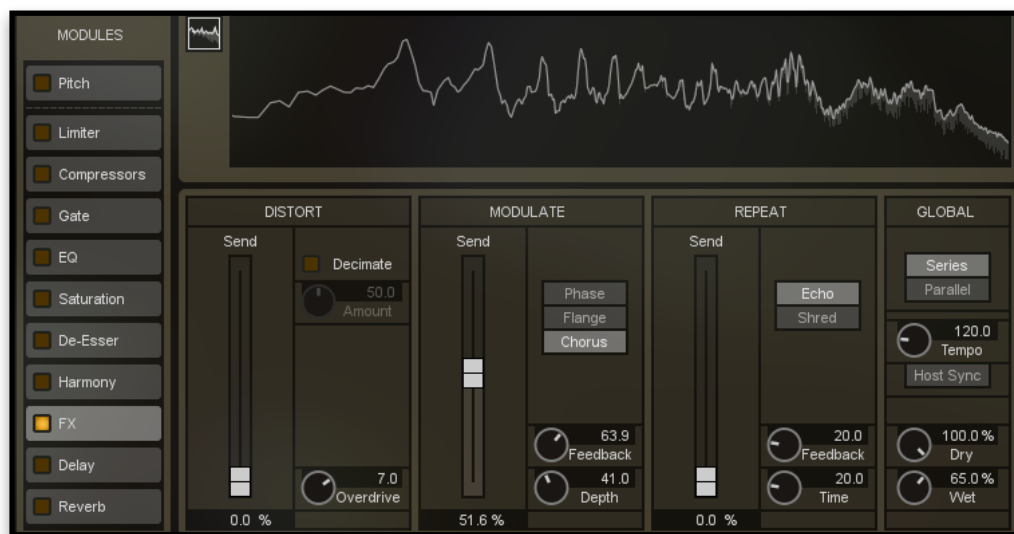 MODULES
Pitch
Limiter
Compressors
Gate
EQ
Saturation
De-Esser
Harmony
FX
Delay
Reverb
DISTORT
Send
Decimate
50.0
Amount
7.0
Overdrive
0.0 %
MODULATE
Send
Phase
Flange
Chorus
63.9
Feedback
41.0
Depth
51.6 %
REPEAT
Send
Echo
Shred
20.0
Feedback
20.0
Time
0.0 %
GLOBAL
Series
Parallel
120.0
Tempo
Host Sync
100.0 %
Dry
65.0 %
Wet